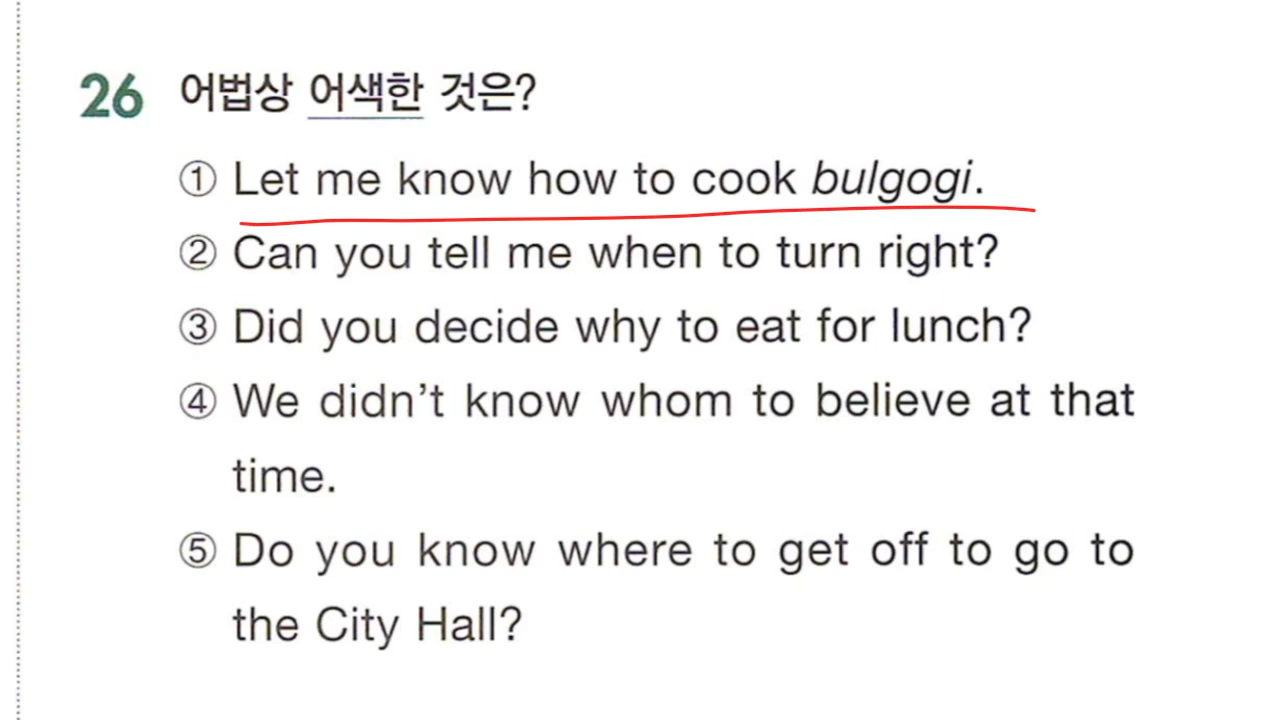 26 어법상 어색한 것은?
① Let me know how to cook bulgogi.
② Can you tell me when to turn right?
③ Did you decide why to eat for lunch?
④ We didn't know whom to believe at that
time.
⑤ Do you know where to get off to go to
the City Hall?